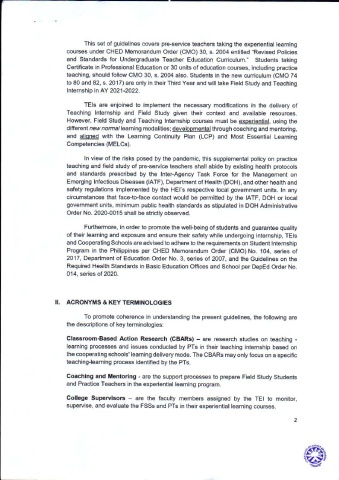 This set of guidelines covers pre-service teachers taking the experiential learning
courses under CHED Memorandum Order (CMO) 30, s. 2004 entitled "Revised Policies
and Standards for Undergraduate Teacher Education Curriculum." Students taking
Certificate in Professional Education or 30 units of education courses, including practice
teaching, should follow CMO 30, s. 2004 also. Students in the new curriculum (CMO 74
to 80 and 82, s. 2017) are only in their Third Year and will take Field Study and Teaching
Internship in AY 2021-2022.
TEIs are enjoined to implement the necessary modifications in the delivery of
Teaching Internship and Field Study given their context and available resources.
However, Field Study and Teaching Internship courses must be experiential, using the
different new normal learning modalities; developmental through coaching and mentoring,
and aligned with the Learning Continuity Plan (LCP) and Most Essential Learning
Competencies (MELCs).
In view of the risks posed by the pandemic, this supplemental policy on practice
teaching and field study of pre-service teachers shall abide by existing health protocols
and standards prescribed by the Inter-Agency Task Force for the Management on
Emerging Infectious Diseases (IATF), Department of Health (DOH), and other health and
safety regulations implemented by the HEI's respective local government units. In any
circumstances that face-to-face contact would be permitted by the IATF, DOH or local
government units, minimum public health standards as stipulated in DOH Administrative
Order No. 2020-0015 shall be strictly observed.
Furthermore, in order to promote the well-being of students and guarantee quality
of their learning and exposure and ensure their safety while undergoing internship, TEIs
and Cooperating Schools are advised to adhere to the requirements on Student Internship
Program in the Philippines per CHED Memorandum Order (CMO) No. 104, series of
2017, Department of Education Order No. 3, series of 2007, and the Guidelines on the
Required Health Standards in Basic Education Offices and School per DepEd Order No.
014, series of 2020.
II. ACRONYMS & KEY TERMINOLOGIES
To promote coherence in understanding the present guidelines, the following are
the descriptions of key terminologies:
Classroom-Based Action Research (CBARs) – are research studies on teaching -
learning processes and issues conducted by PTs in their teaching internship based on
the cooperating schools' learning delivery mode. The CBARs may only focus on a specific
teaching-learning process identified by the PTs.
Coaching and Mentoring - are the support processes to prepare Field Study Students
and Practice Teachers in the experiential learning program.
College Supervisors – are the faculty members assigned by the TEI to monitor,
supervise, and evaluate the FSSs and PTs in their experiential learning courses.
2